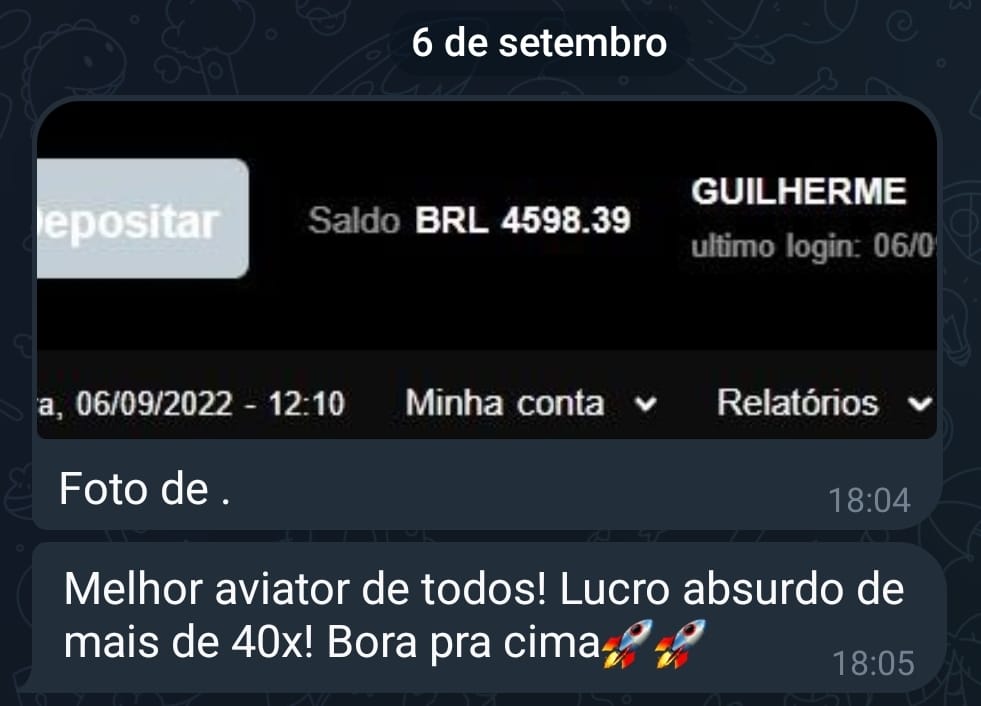 6 de setembro
epositar
Saldo BRL 4598.39
GUILHERME
ultimo login: 06/0
a, 06/09/2022 - 12:10
Minha conta
Relatórios
Foto de .
18:04
Melhor aviator de todos! Lucro absurdo de
mais de 40x! Bora pra cima🚀🚀
18:05